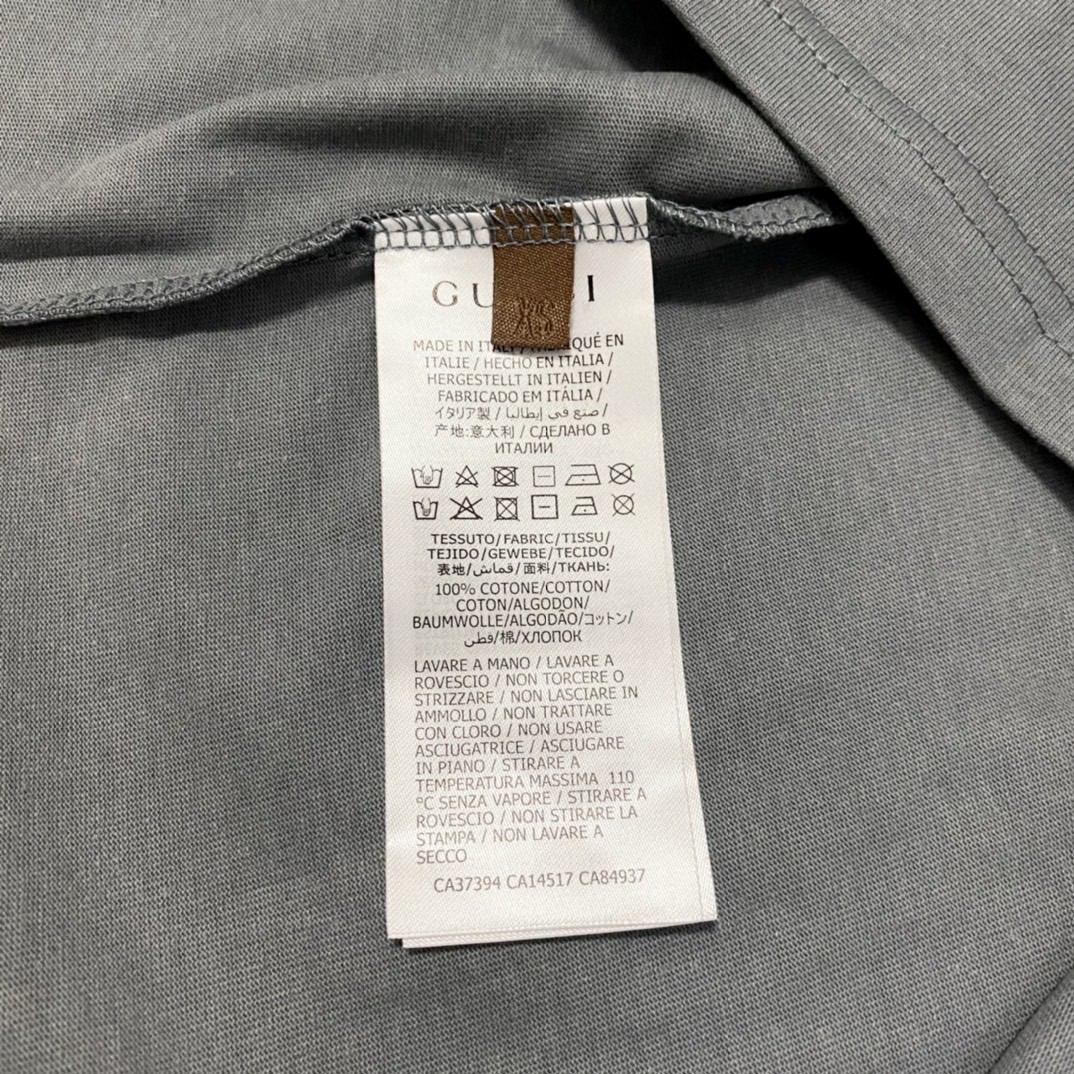 GU I
XS
MADE IN QUÉ EN
ITALIE / HECHO EN ITALIA /
HERGESTELLT IN ITALIEN /
FABRICADO EM ITÁLIA /
イタリア製 / صنع في إيطاليا /
产地:意大利 / СДЕЛАНО В
ИТАЛИИ
TESSUTO/FABRIC/TISSU/
TEJIDO/GEWEBE/TECIDO/
表地/قماش/面料/ТКАНЬ:
100% COTONE/COTTON/
COTON/ALGODON/
BAUMWOLLE/ALGODÃO/コットン/
قطن/棉/ХЛОПОК
LAVARE A MANO / LAVARE A
ROVESCIO / NON TORCERE O
STRIZZARE / NON LASCIARE IN
AMMOLLO / NON TRATTARE
CON CLORO / NON USARE
ASCIUGATRICE / ASCIUGARE
IN PIANO / STIRARE A
TEMPERATURA MASSIMA 110
°C SENZA VAPORE / STIRARE A
ROVESCIO / NON STIRARE LA
STAMPA / NON LAVARE A
SECCO
CA37394 CA14517 CA84937